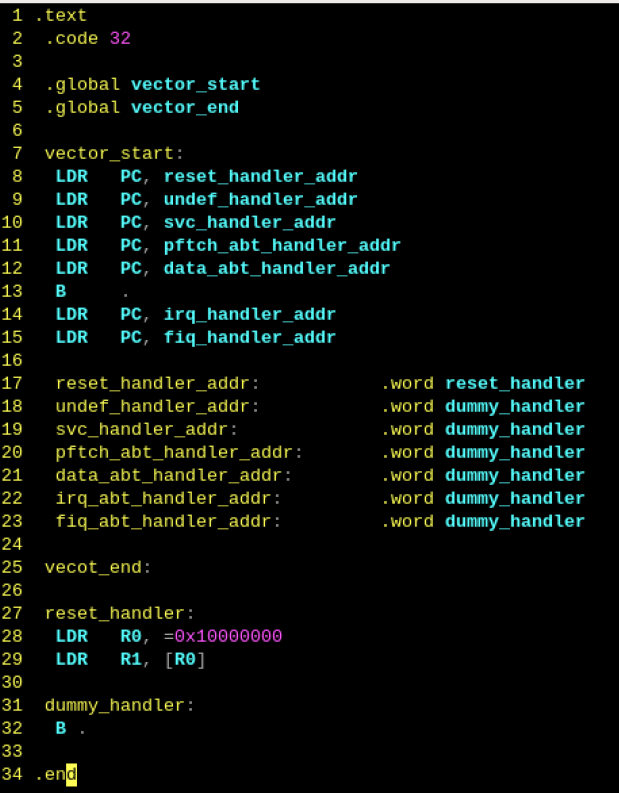 1 .text
2 .code 32
3
4 .global vector_start
5 .global vector_end
6
7 vector_start:
8 LDR PC, reset_handler_addr
9 LDR PC, undef_handler_addr
10 LDR PC, svc_handler_addr
11 LDR PC, pftch_abt_handler_addr
12 LDR PC, data_abt_handler_addr
13 B .
14 LDR PC, irq_handler_addr
15 LDR PC, fiq_handler_addr
16
17 reset_handler_addr: .word reset_handler
18 undef_handler_addr: .word dummy_handler
19 svc_handler_addr: .word dummy_handler
20 pftch_abt_handler_addr: .word dummy_handler
21 data_abt_handler_addr: .word dummy_handler
22 irq_abt_handler_addr: .word dummy_handler
23 fiq_abt_handler_addr: .word dummy_handler
24
25 vecot_end:
26
27 reset_handler:
28 LDR R0, =0x10000000
29 LDR R1, [R0]
30
31 dummy_handler:
32 B .
33
34 .end